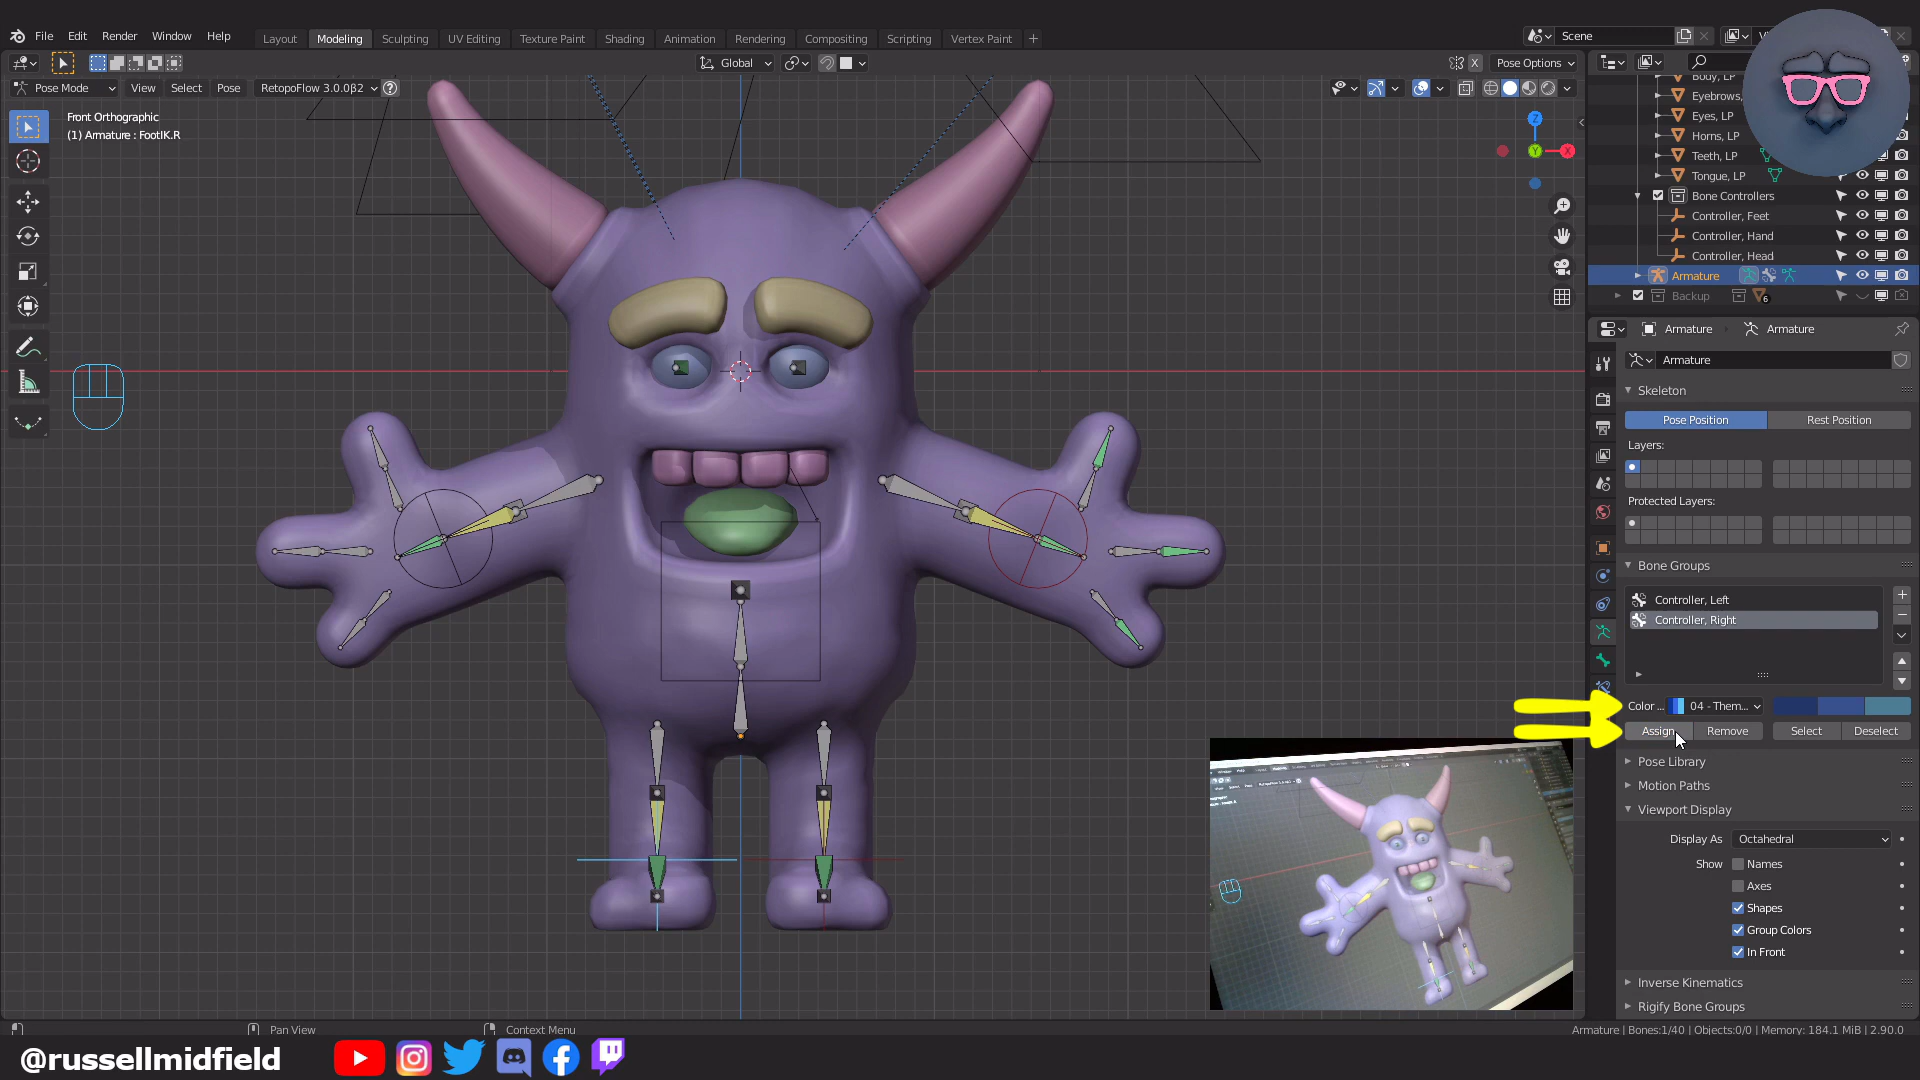 File Edit Render Window Help
Layout Modeling Sculpting UV Editing Texture Paint Shading Animation Rendering Compositing Scripting Vertex Paint +
Scene
Global
X Pose Options
Pose Mode View Select Pose RetopoFlow 3.0.0β2 ?
Front Orthographic
(1) Armature : FootIK.R
Z
Y
X
Body, LP
Eyebrows,
Eyes, LP
Horns, LP
Teeth, LP
Tongue, LP
Bone Controllers
Controller, Feet
Controller, Hand
Controller, Head
Armature
Backup 6
Armature Armature
Armature
Skeleton
Pose Position Rest Position
Layers:
Protected Layers:
Bone Groups
Controller, Left
Controller, Right
Color ... 04 - Them...
Assign Remove Select Deselect
Pose Library
Motion Paths
Viewport Display
Display As Octahedral
Show Names
Axes
Shapes
Group Colors
In Front
Inverse Kinematics
Rigify Bone Groups
Pan View Context Menu Armature | Bones:1/40 | Objects:0/0 | Memory: 184.1 MiB | 2.90.0
@russellmidfield